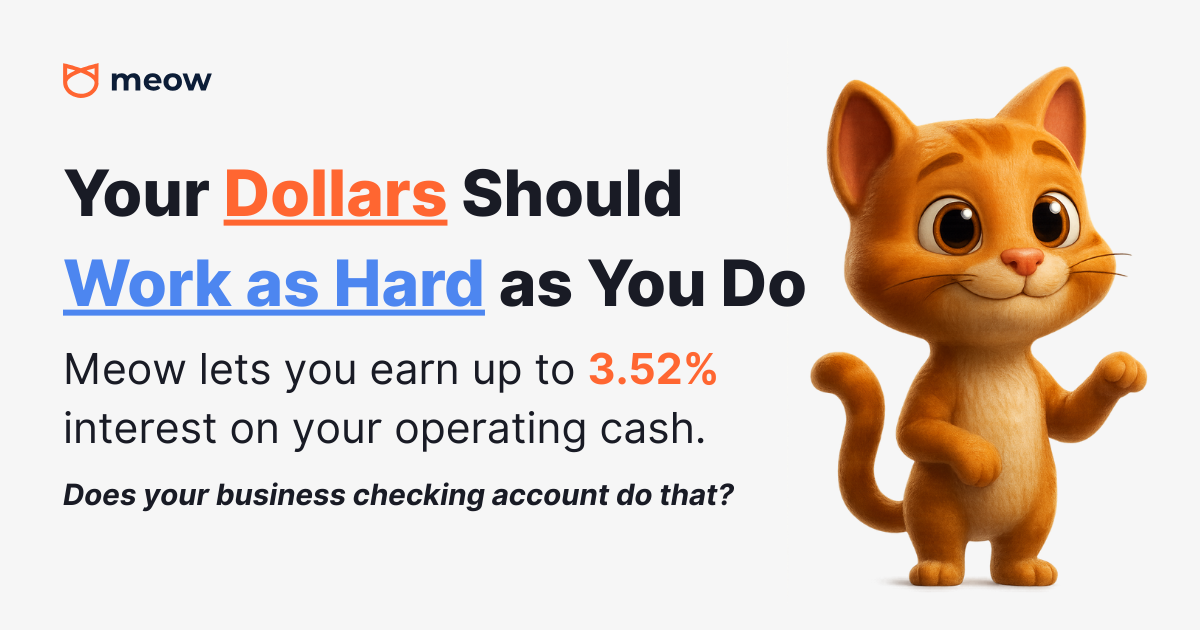 meow
Your Dollars Should
Work as Hard as You Do
Meow lets you earn up to 3.52%
interest on your operating cash.
Does your business checking account do that?